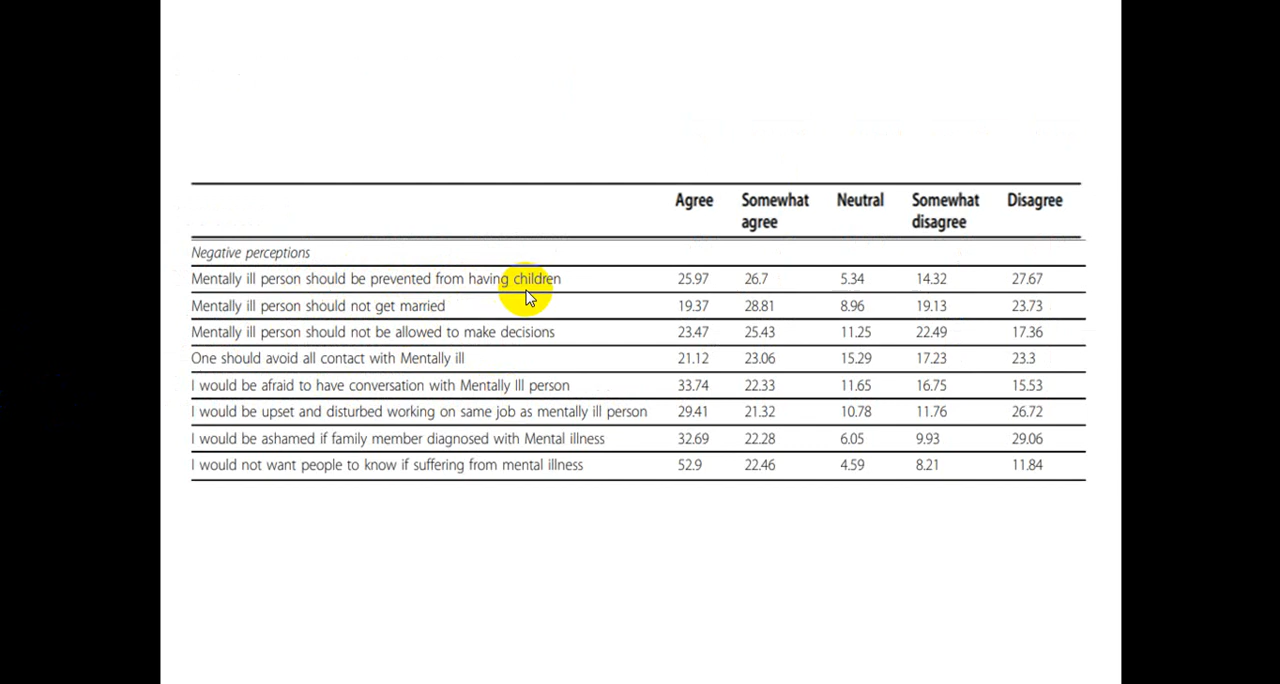 Agree Somewhat agree Neutral Somewhat disagree Disagree
Negative perceptions
Mentally ill person should be prevented from having children 25.97 26.7 5.34 14.32 27.67
Mentally ill person should not get married 19.37 28.81 8.96 19.13 23.73
Mentally ill person should not be allowed to make decisions 23.47 25.43 11.25 22.49 17.36
One should avoid all contact with Mentally ill 21.12 23.06 15.29 17.23 23.3
I would be afraid to have conversation with Mentally Ill person 33.74 22.33 11.65 16.75 15.53
I would be upset and disturbed working on same job as mentally ill person 29.41 21.32 10.78 11.76 26.72
I would be ashamed if family member diagnosed with Mental illness 32.69 22.28 6.05 9.93 29.06
I would not want people to know if suffering from mental illness 52.9 22.46 4.59 8.21 11.84